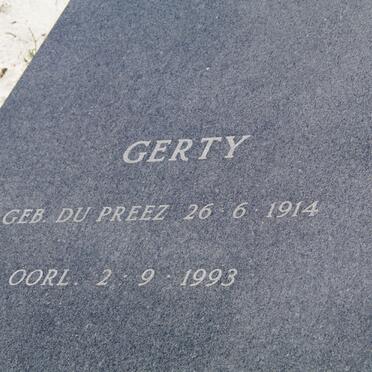 GERTY
GEB. DU PREEZ 26·6·1914
OORL. 2·9·1993